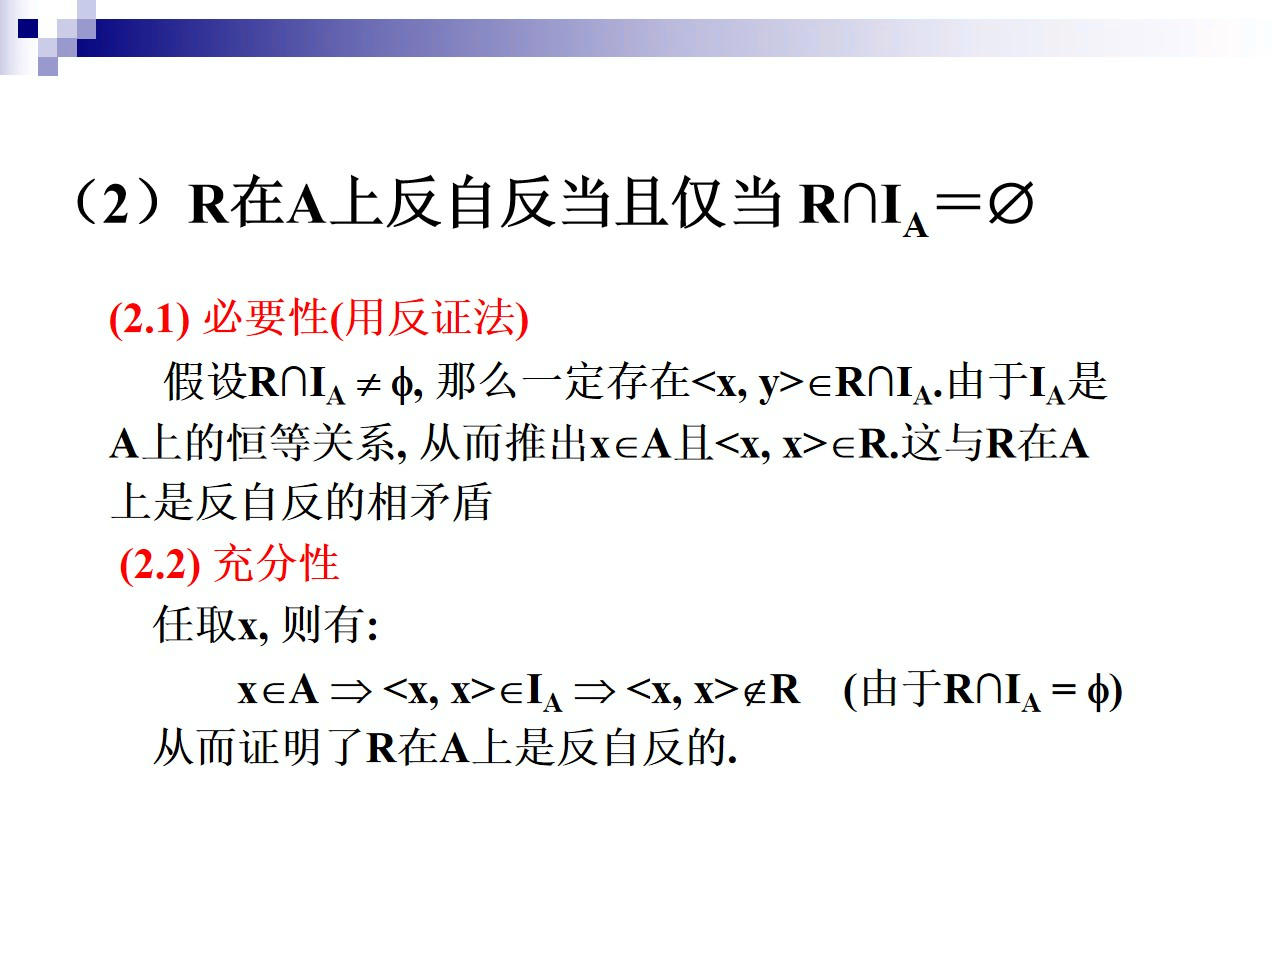 （2）R在A上反自反当且仅当 R∩I_A＝∅
(2.1) 必要性(用反证法)
假设R∩I_A ≠ ϕ, 那么一定存在<x, y>∈R∩I_A.由于I_A是
A上的恒等关系, 从而推出x∈A且<x, x>∈R.这与R在A
上是反自反的相矛盾
(2.2) 充分性
任取x, 则有:
x∈A ⇒ <x, x>∈I_A ⇒ <x, x>∉R (由于R∩I_A = ϕ)
从而证明了R在A上是反自反的.